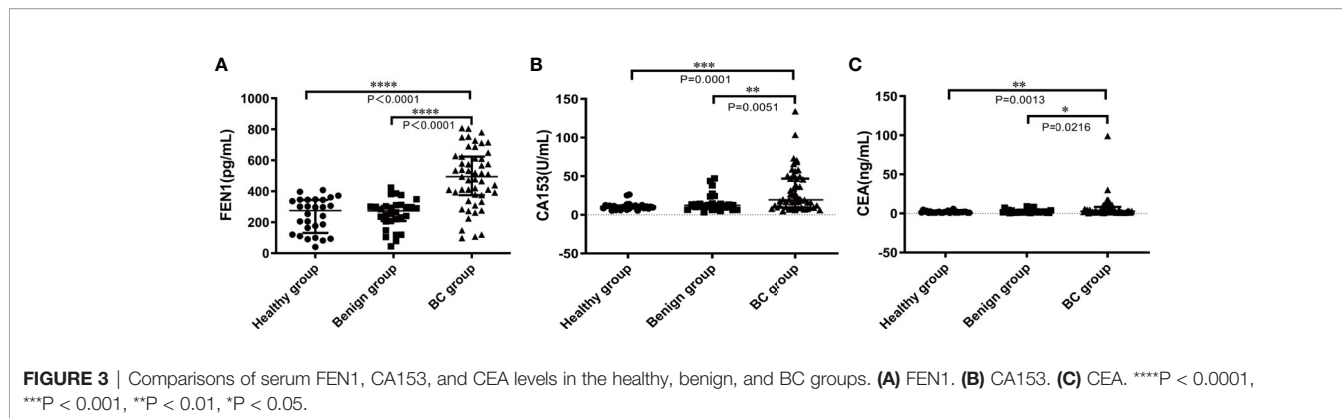 A
****
P<0.0001
****
P<0.0001
FEN1(pg/mL)
1000
800
600
400
200
0
Healthy group
Benign group
BC group
B
***
P=0.0001
**
P=0.0051
CA153(U/mL)
150
100
50
0
-50
Healthy group
Benign group
BC group
C
**
P=0.0013
*
P=0.0216
CEA(ng/mL)
150
100
50
0
-50
Healthy group
Benign group
BC group
FIGURE 3 | Comparisons of serum FEN1, CA153, and CEA levels in the healthy, benign, and BC groups. (A) FEN1. (B) CA153. (C) CEA. ****P < 0.0001,
***P < 0.001, **P < 0.01, *P < 0.05.